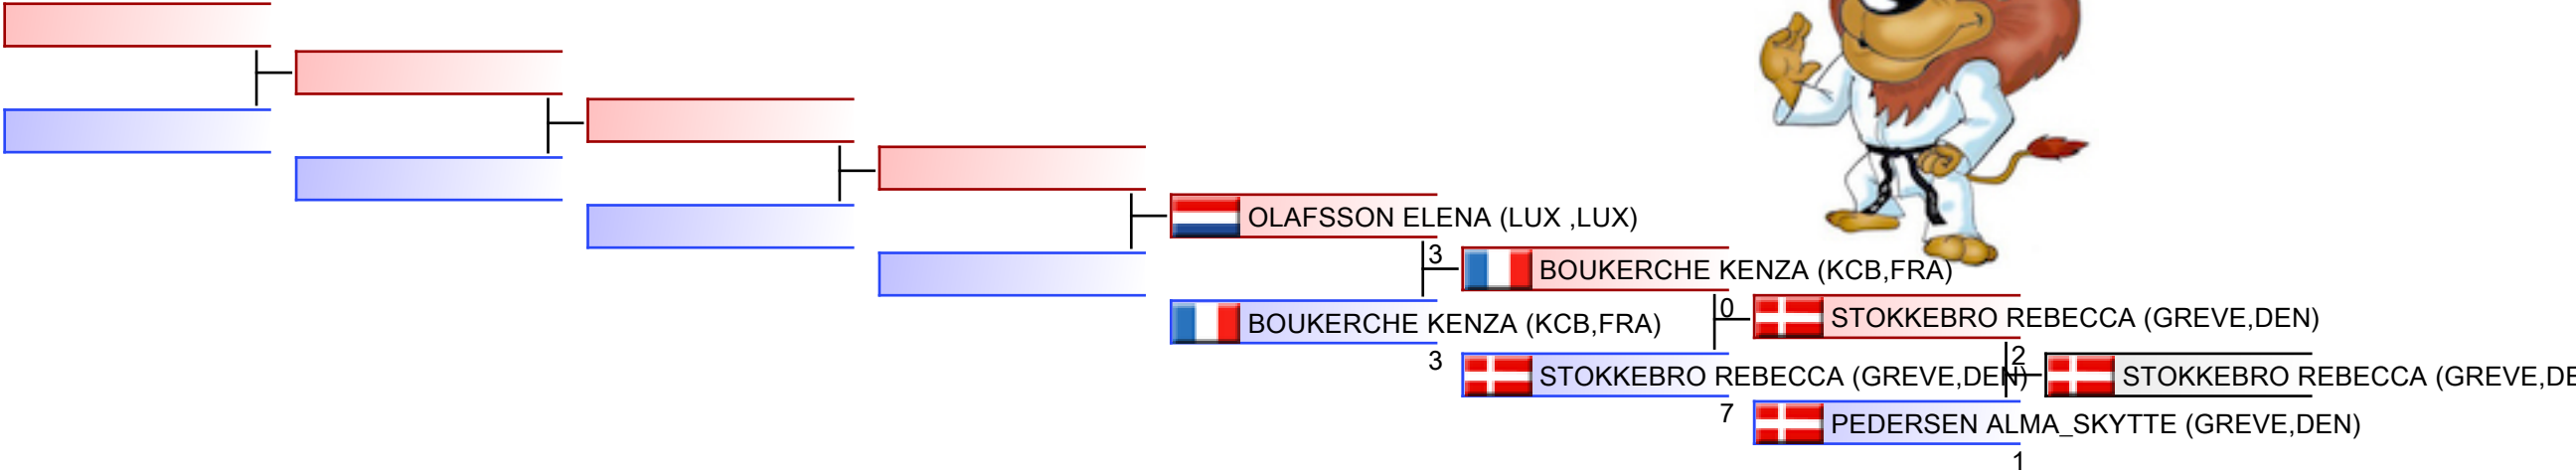 OLAFSSON ELENA (LUX ,LUX)
3
BOUKERCHE KENZA (KCB,FRA)
BOUKERCHE KENZA (KCB,FRA)
3
0
STOKKEBRO REBECCA (GREVE,DEN)
STOKKEBRO REBECCA (GREVE,DEN)
7
2
STOKKEBRO REBECCA (GREVE,DE
PEDERSEN ALMA_SKYTTE (GREVE,DEN)
1